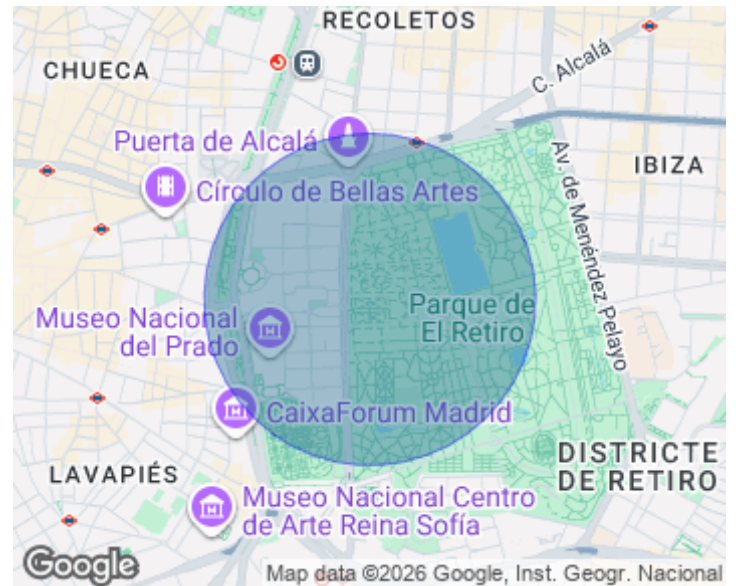 RECOLETOS
CHUECA
C. Alcalá
Puerta de Alcalá
IBIZA
Círculo de Bellas Artes
Av. de Menéndez Pelayo
Museo Nacional
del Prado
Parque de
El Retiro
CaixaForum Madrid
LAVAPIÉS
DISTRICTE
DE RETIRO
Museo Nacional Centro
de Arte Reina Sofía
Google
Map data ©2026 Google, Inst. Geogr. Nacional